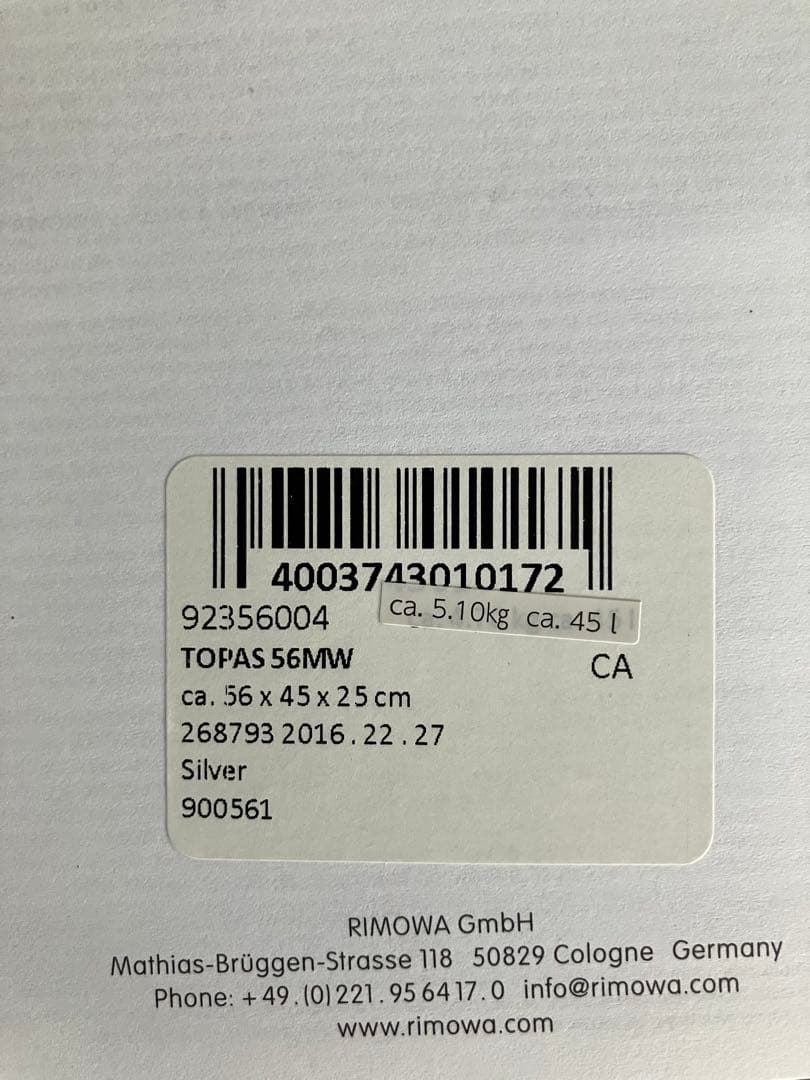 4003743010172
92356004
ca. 5.10kg ca. 45 l
TOPAS 56MW
CA
ca. 56 x 45 x 25 cm
268793 2016.22.27
Silver
900561
RIMOWA GmbH
Mathias-Brüggen-Strasse 118 50829 Cologne Germany
Phone: +49.(0)221.956417.0 info@rimowa.com
www.rimowa.com